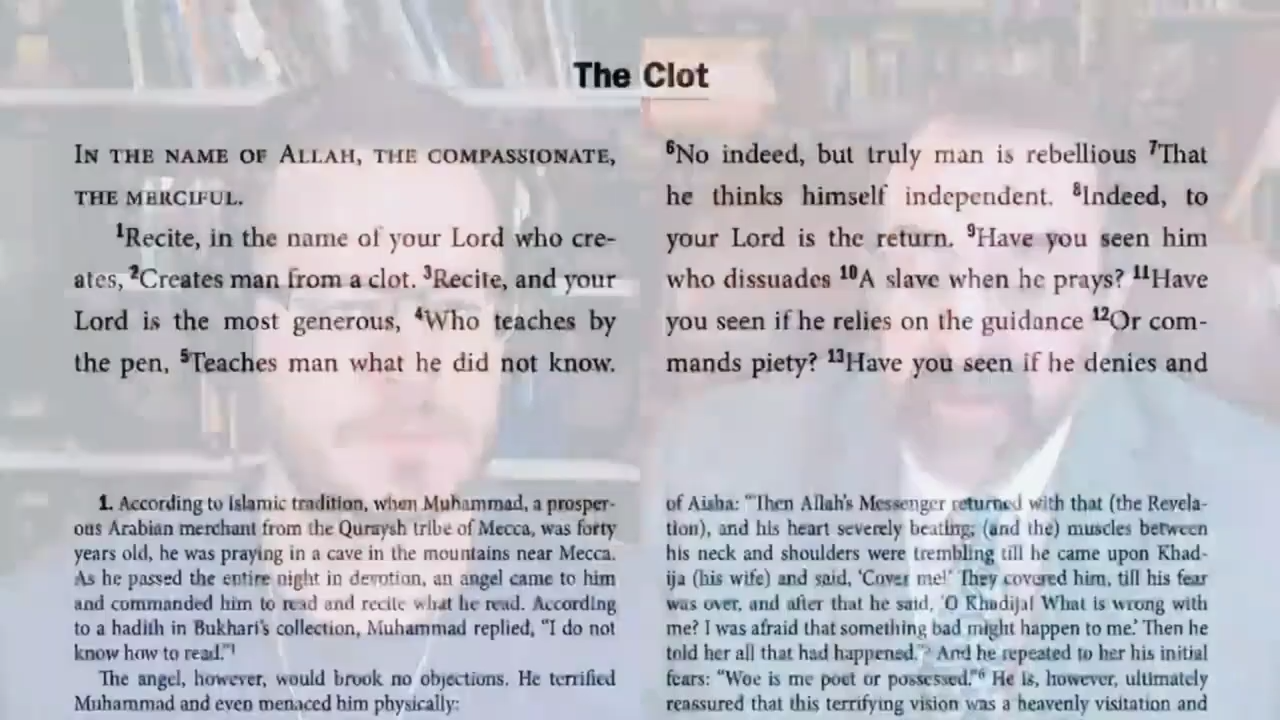 The Clot
IN THE NAME OF ALLAH, THE COMPASSIONATE,
THE MERCIFUL.
¹Recite, in the name of your Lord who cre-
ates, ²Creates man from a clot. ³Recite, and your
Lord is the most generous, ⁴Who teaches by
the pen, ⁵Teaches man what he did not know.
⁶No indeed, but truly man is rebellious ⁷That
he thinks himself independent. ⁸Indeed, to
your Lord is the return. ⁹Have you seen him
who dissuades ¹⁰A slave when he prays? ¹¹Have
you seen if he relies on the guidance ¹²Or com-
mands piety? ¹³Have you seen if he denies and
1. According to Islamic tradition, when Muhammad, a prosper-
ous Arabian merchant from the Quraysh tribe of Mecca, was forty
years old, he was praying in a cave in the mountains near Mecca.
As he passed the entire night in devotion, an angel came to him
and commanded him to read and recite what he read. According
to a hadith in Bukhari's collection, Muhammad replied, "I do not
know how to read."¹
The angel, however, would brook no objections. He terrified
Muhammad and even menaced him physically:
of Aisha: "Then Allah's Messenger returned with that (the Revela-
tion), and his heart severely beating; (and the) muscles between
his neck and shoulders were trembling till he came upon Khad-
ija (his wife) and said, 'Cover me!' They covered him, till his fear
was over, and after that he said, 'O Khadija! What is wrong with
me? I was afraid that something bad might happen to me.' Then he
told her all that had happened." And he repeated to her his initial
fears: "Woe is me poet or possessed."⁶ He is, however, ultimately
reassured that this terrifying vision was a heavenly visitation and